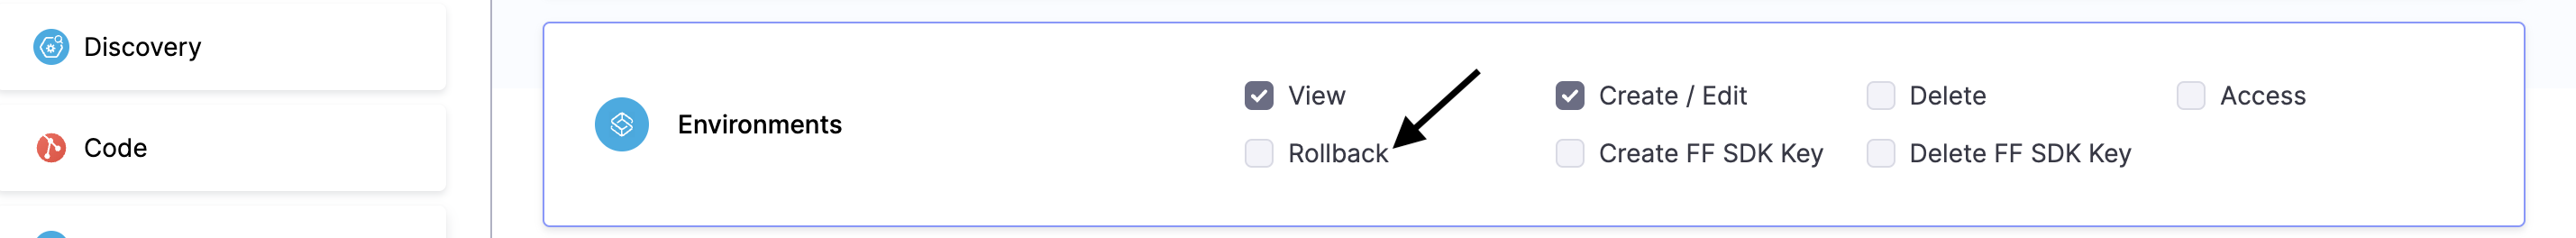 Discovery
Code
Environments
View
Create / Edit
Delete
Access
Rollback
Create FF SDK Key
Delete FF SDK Key